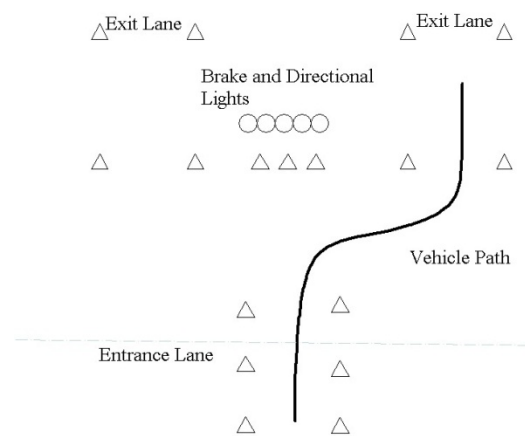 Exit Lane
Exit Lane
Brake and Directional
Lights
Vehicle Path
Entrance Lane